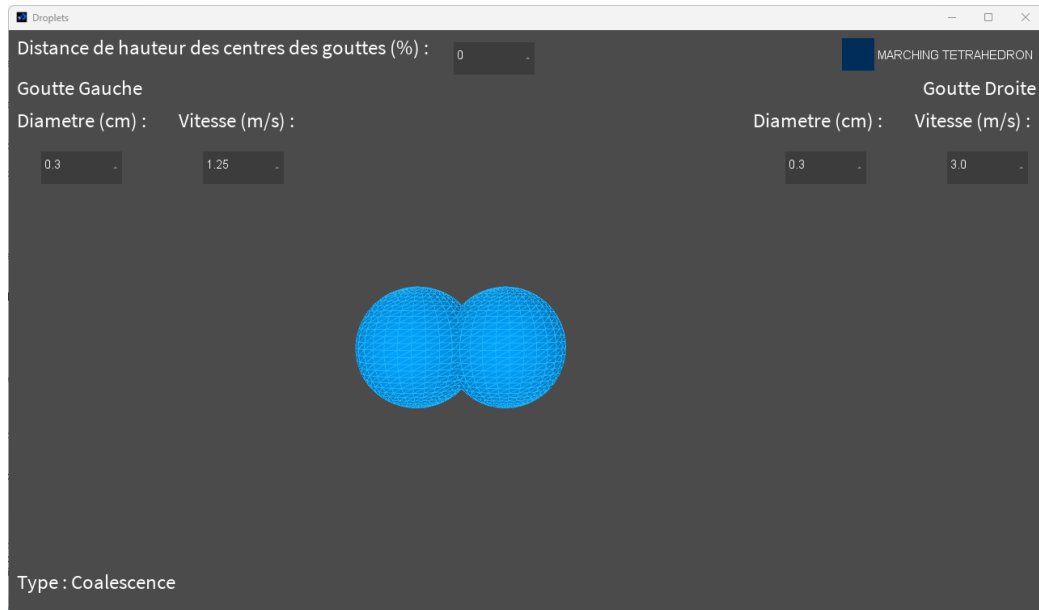 Droplets
Distance de hauteur des centres des gouttes (%) : 0
MARCHING TETRAHEDRON
Goutte Gauche
Goutte Droite
Diametre (cm) : Vitesse (m/s) :
Diametre (cm) : Vitesse (m/s) :
0.3 1.25
0.3 3.0
Type : Coalescence